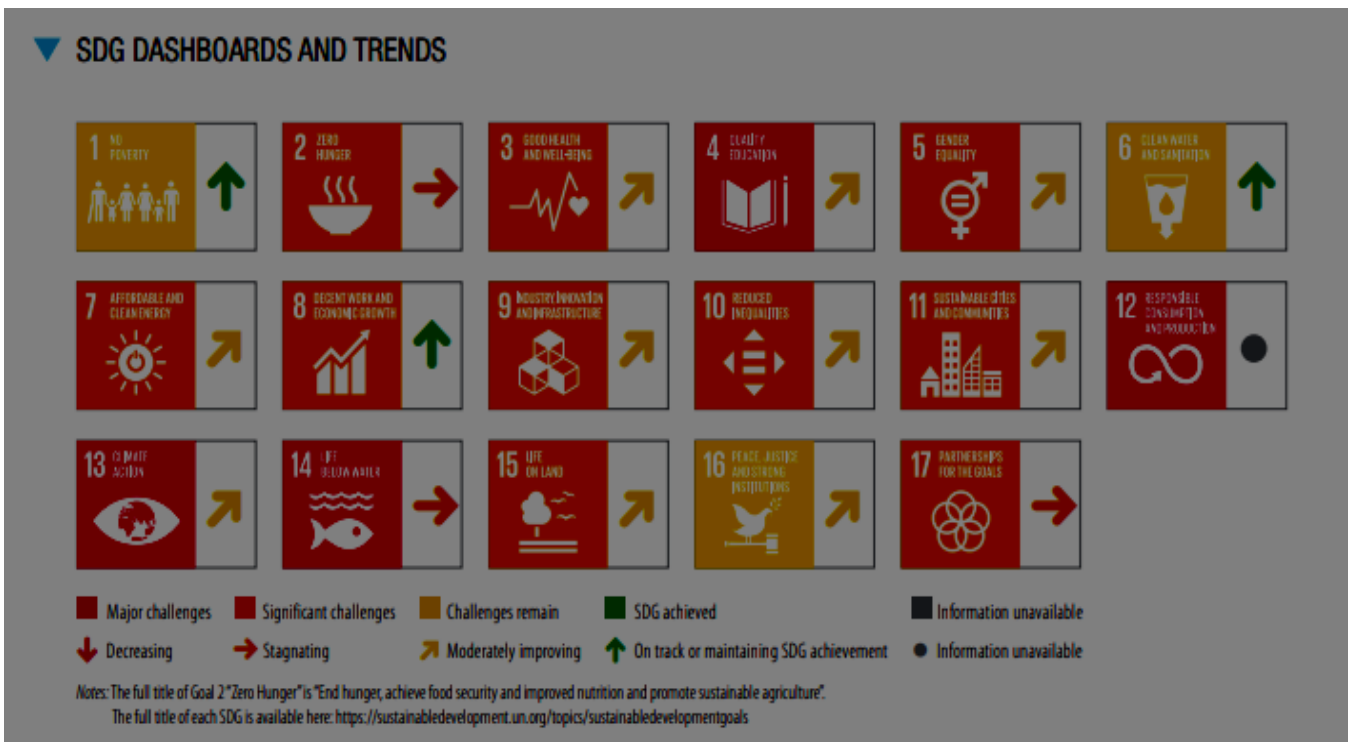 SDG DASHBOARDS AND TRENDS
1 NO
POVERTY
2 ZERO
HUNGER
3 GOOD HEALTH
AND WELL-BEING
4 QUALITY
EDUCATION
5 GENDER
EQUALITY
6 CLEAN WATER
AND SANITATION
7 AFFORDABLE AND
CLEAN ENERGY
8 DECENT WORK AND
ECONOMIC GROWTH
9 INDUSTRY, INNOVATION
AND INFRASTRUCTURE
10 REDUCED
INEQUALITIES
11 SUSTAINABLE CITIES
AND COMMUNITIES
12 RESPONSIBLE
CONSUMPTION
AND PRODUCTION
13 CLIMATE
ACTION
14 LIFE
BELOW WATER
15 LIFE
ON LAND
16 PEACE, JUSTICE
AND STRONG
INSTITUTIONS
17 PARTNERSHIPS
FOR THE GOALS
Major challenges Significant challenges Challenges remain SDG achieved Information unavailable
Decreasing Stagnating Moderately improving On track or maintaining SDG achievement Information unavailable
Notes: The full title of Goal 2 "Zero Hunger" is "End hunger, achieve food security and improved nutrition and promote sustainable agriculture".
The full title of each SDG is available here: https://sustainabledevelopment.un.org/topics/sustainabledevelopmentgoals